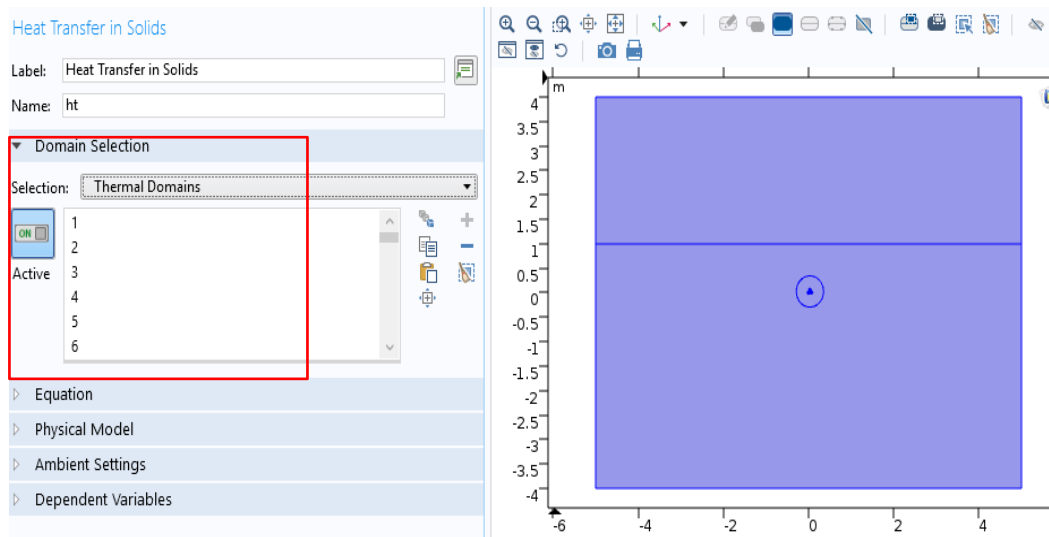 Heat Transfer in Solids
Label: Heat Transfer in Solids
Name: ht
Domain Selection
Selection: Thermal Domains
1
ON 2
Active 3
4
5
6
Equation
Physical Model
Ambient Settings
Dependent Variables
m
4
3.5
3
2.5
2
1.5
1
0.5
0
-0.5
-1
-1.5
-2
-2.5
-3
-3.5
-4
-6 -4 -2 0 2 4